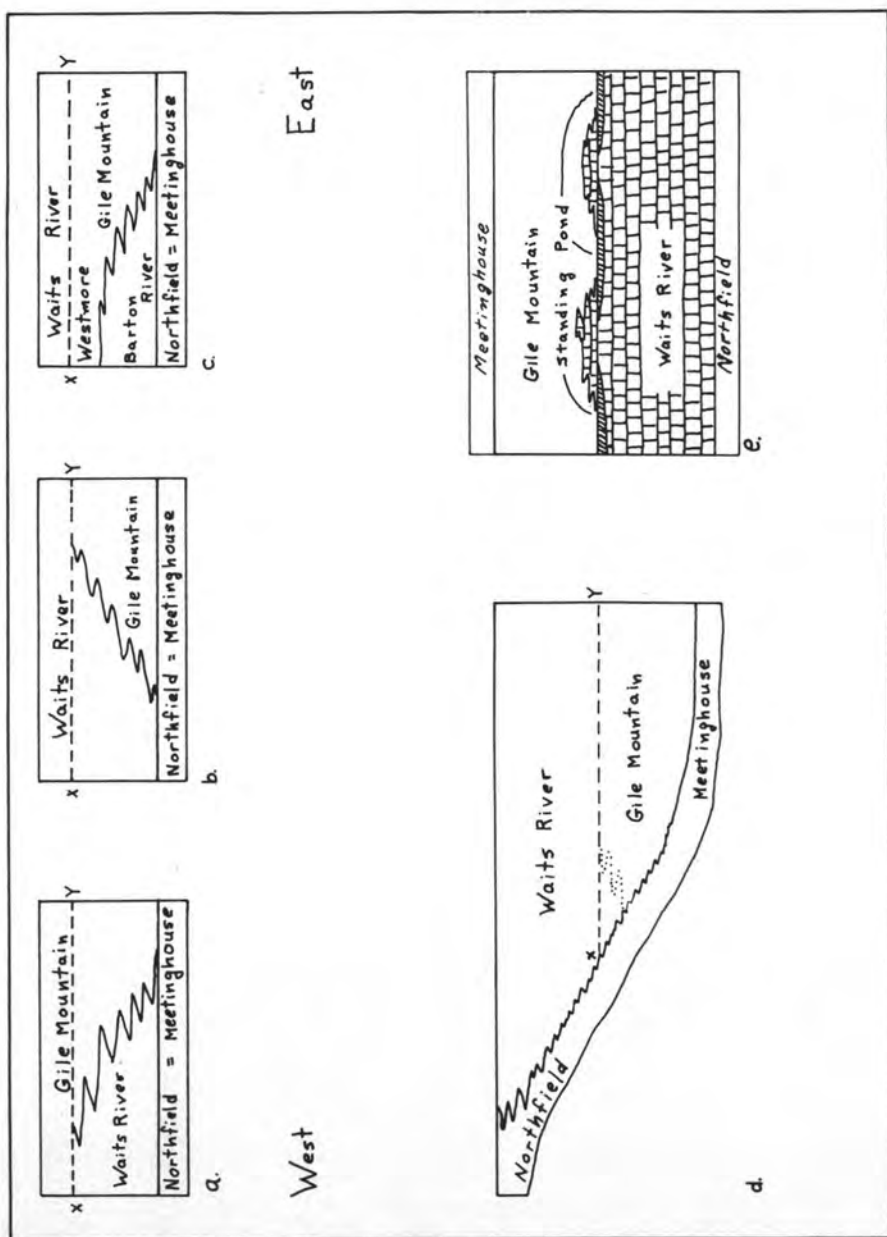 X
Gile Mountain
Y
Waits River
Northfield = Meetinghouse
a.
X
Waits River
Y
Gile Mountain
Northfield = Meetinghouse
b.
X
Waits River
Y
Westmore
Gile Mountain
Barton
River
Northfield = Meetinghouse
c.
West
East
Waits River
X
Y
Gile Mountain
Northfield
Meetinghouse
d.
Meetinghouse
Gile Mountain
Standing Pond
Waits River
Northfield
e.